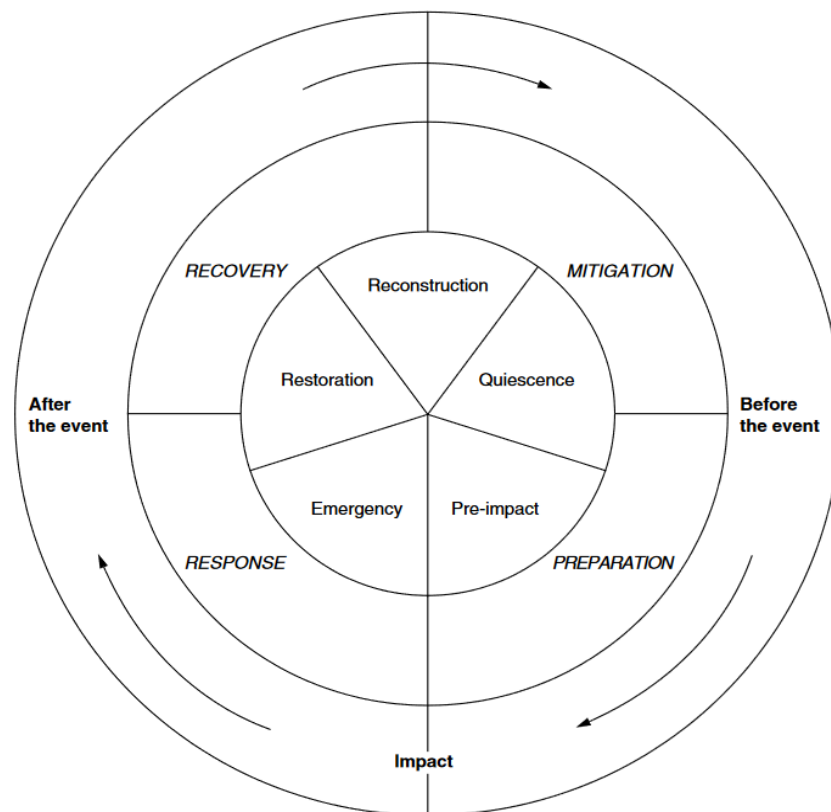 RECOVERY
MITIGATION
Reconstruction
Restoration
Quiescence
After
the event
Before
the event
Emergency
Pre-impact
RESPONSE
PREPARATION
Impact